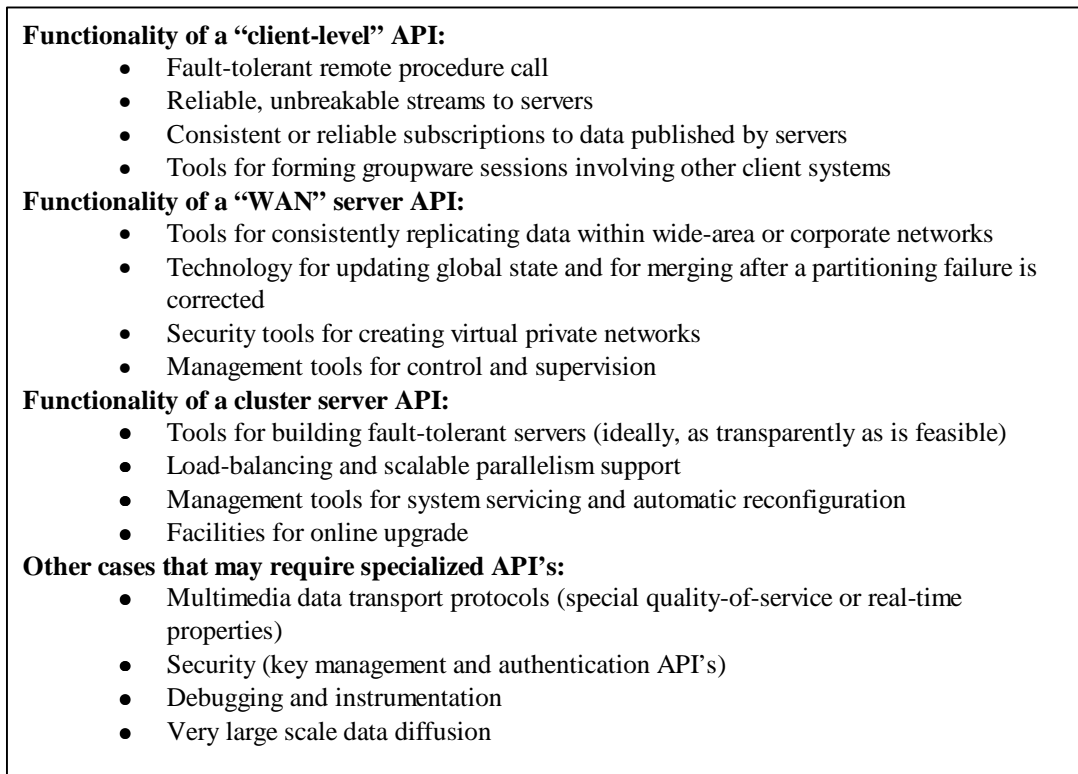 Functionality of a “client-level” API:
• Fault-tolerant remote procedure call
• Reliable, unbreakable streams to servers
• Consistent or reliable subscriptions to data published by servers
• Tools for forming groupware sessions involving other client systems
Functionality of a “WAN” server API:
• Tools for consistently replicating data within wide-area or corporate networks
• Technology for updating global state and for merging after a partitioning failure is
corrected
• Security tools for creating virtual private networks
• Management tools for control and supervision
Functionality of a cluster server API:
• Tools for building fault-tolerant servers (ideally, as transparently as is feasible)
• Load-balancing and scalable parallelism support
• Management tools for system servicing and automatic reconfiguration
• Facilities for online upgrade
Other cases that may require specialized API’s:
• Multimedia data transport protocols (special quality-of-service or real-time
properties)
• Security (key management and authentication API’s)
• Debugging and instrumentation
• Very large scale data diffusion